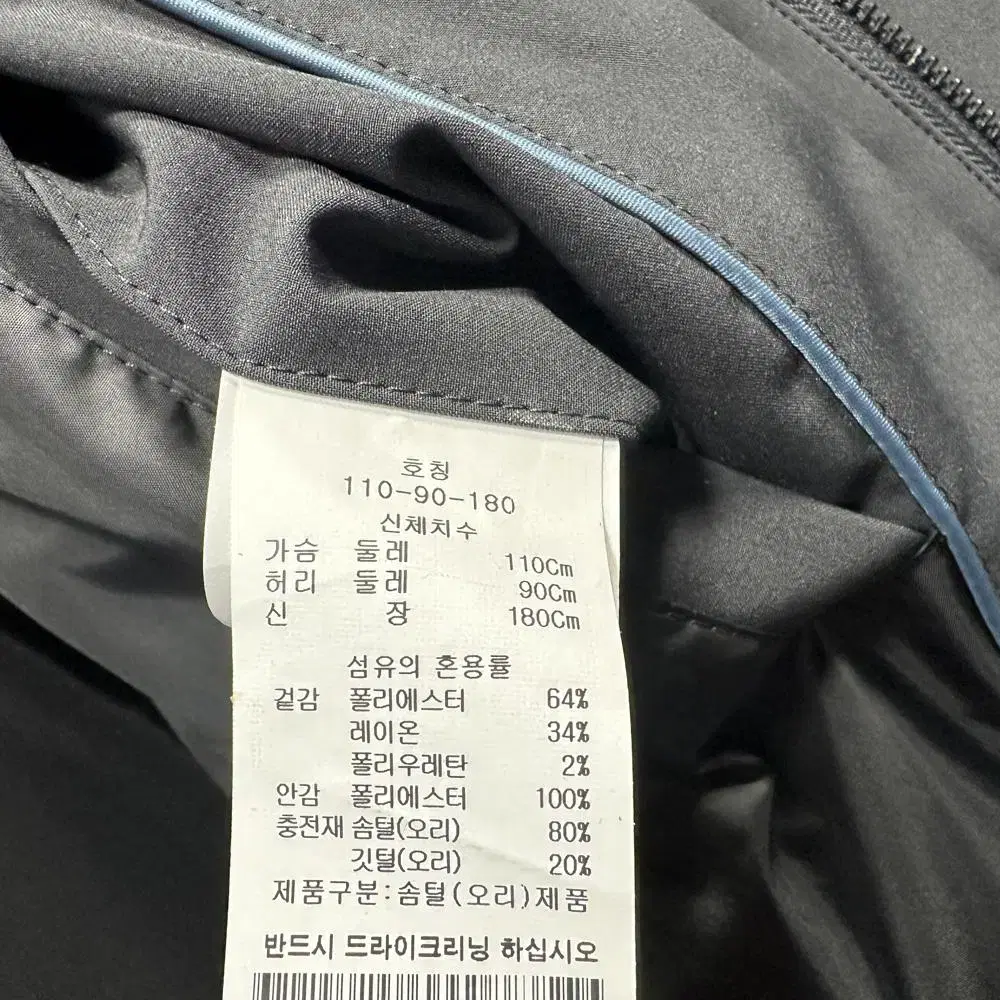 호칭
110-90-180
신체치수
가슴 둘레 110Cm
허리 둘레 90Cm
신 장 180Cm
섬유의 혼용률
겉감 폴리에스터 64%
레이온 34%
폴리우레탄 2%
안감 폴리에스터 100%
충전재 솜털(오리) 80%
깃털(오리) 20%
제품구분:솜털(오리)제품
반드시 드라이크리닝 하십시오